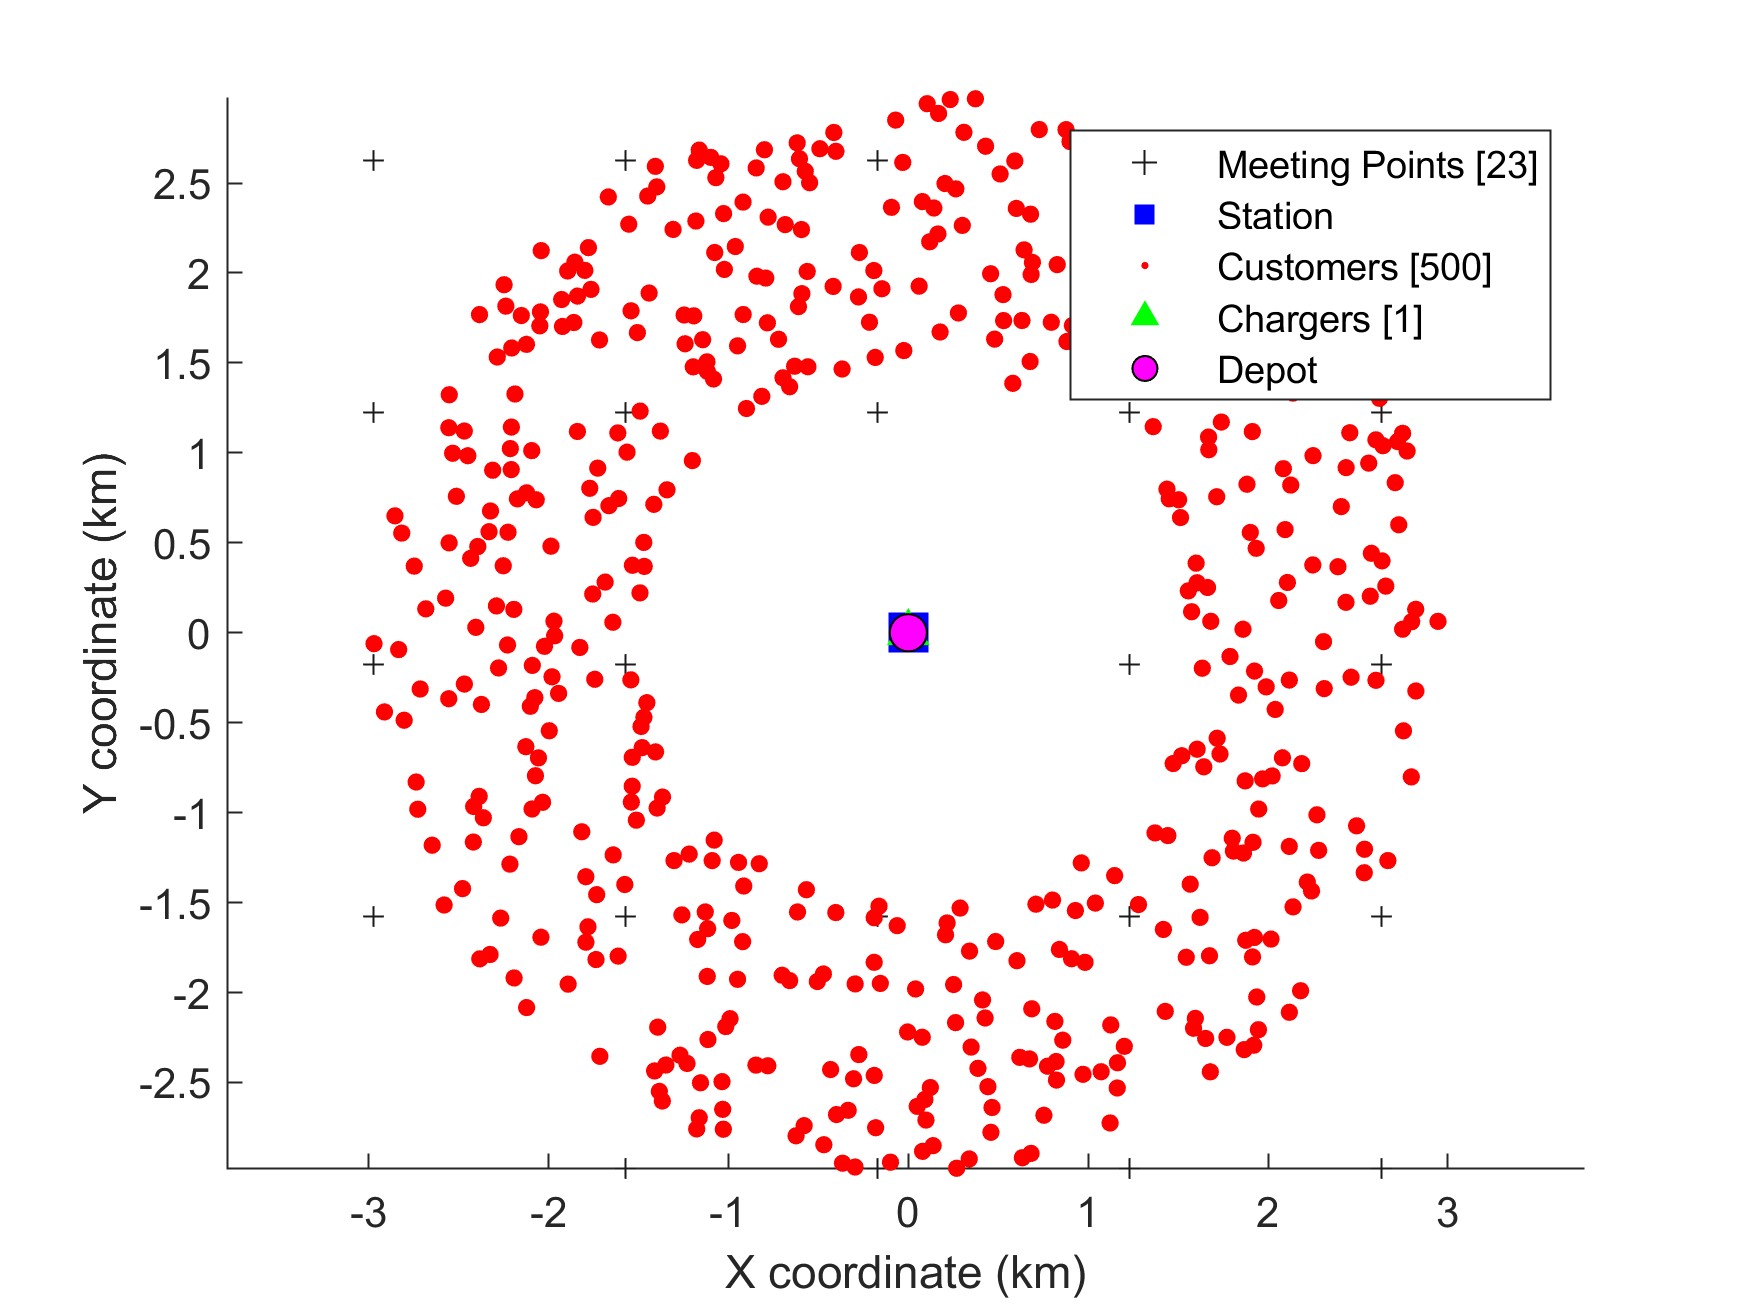 Meeting Points [23]
Station
Customers [500]
Chargers [1]
Depot
2.5
2
1.5
1
0.5
0
-0.5
-1
-1.5
-2
-2.5
Y coordinate (km)
-3 -2 -1 0 1 2 3
X coordinate (km)